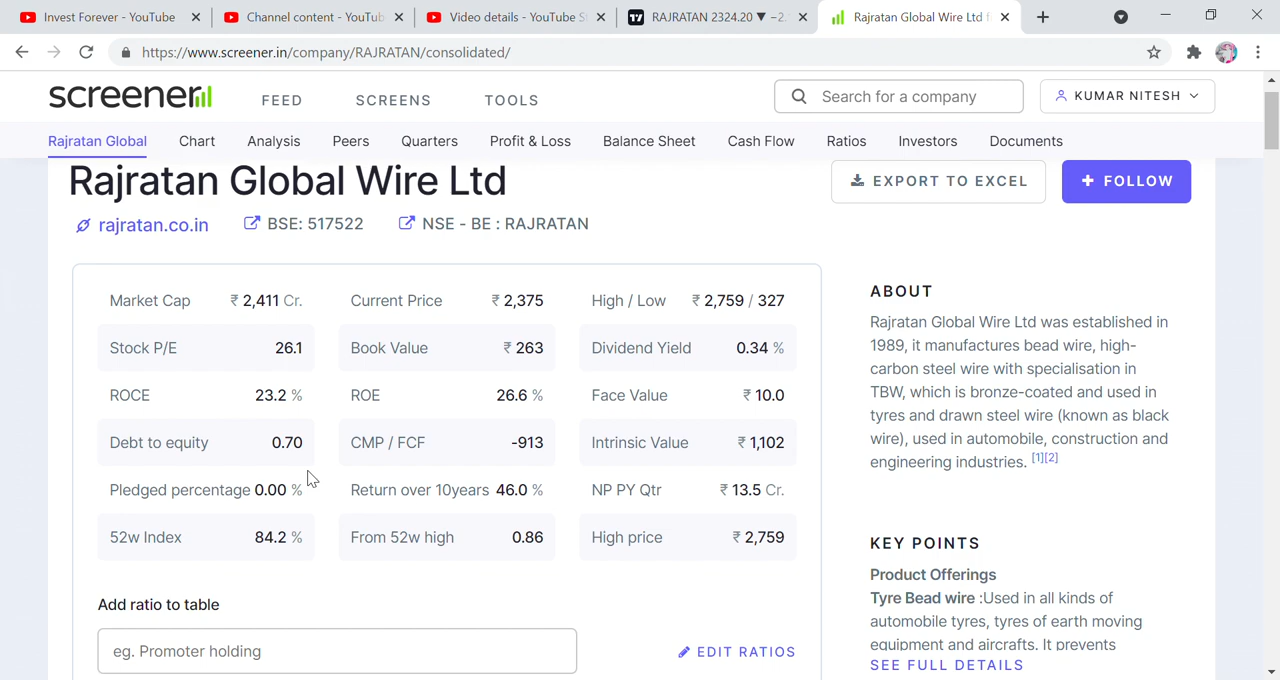 Invest Forever - YouTube
Channel content - YouTub
Video details - YouTube S
RAJRATAN 2324.20 ▼ −2.
Rajratan Global Wire Ltd f
https://www.screener.in/company/RAJRATAN/consolidated/
screener
FEED
SCREENS
TOOLS
Search for a company
KUMAR NITESH
Rajratan Global
Chart
Analysis
Peers
Quarters
Profit & Loss
Balance Sheet
Cash Flow
Ratios
Investors
Documents
Rajratan Global Wire Ltd
EXPORT TO EXCEL
+ FOLLOW
rajratan.co.in
BSE: 517522
NSE - BE : RAJRATAN
Market Cap ₹ 2,411 Cr.
Current Price ₹ 2,375
High / Low ₹ 2,759 / 327
Stock P/E 26.1
Book Value ₹ 263
Dividend Yield 0.34 %
ROCE 23.2 %
ROE 26.6 %
Face Value ₹ 10.0
Debt to equity 0.70
CMP / FCF -913
Intrinsic Value ₹ 1,102
Pledged percentage 0.00 %
Return over 10years 46.0 %
NP PY Qtr ₹ 13.5 Cr.
52w Index 84.2 %
From 52w high 0.86
High price ₹ 2,759
Add ratio to table
eg. Promoter holding
EDIT RATIOS
ABOUT
Rajratan Global Wire Ltd was established in
1989, it manufactures bead wire, high-
carbon steel wire with specialisation in
TBW, which is bronze-coated and used in
tyres and drawn steel wire (known as black
wire), used in automobile, construction and
engineering industries. [1][2]
KEY POINTS
Product Offerings
Tyre Bead wire :Used in all kinds of
automobile tyres, tyres of earth moving
equipment and aircrafts. It prevents
SEE FULL DETAILS